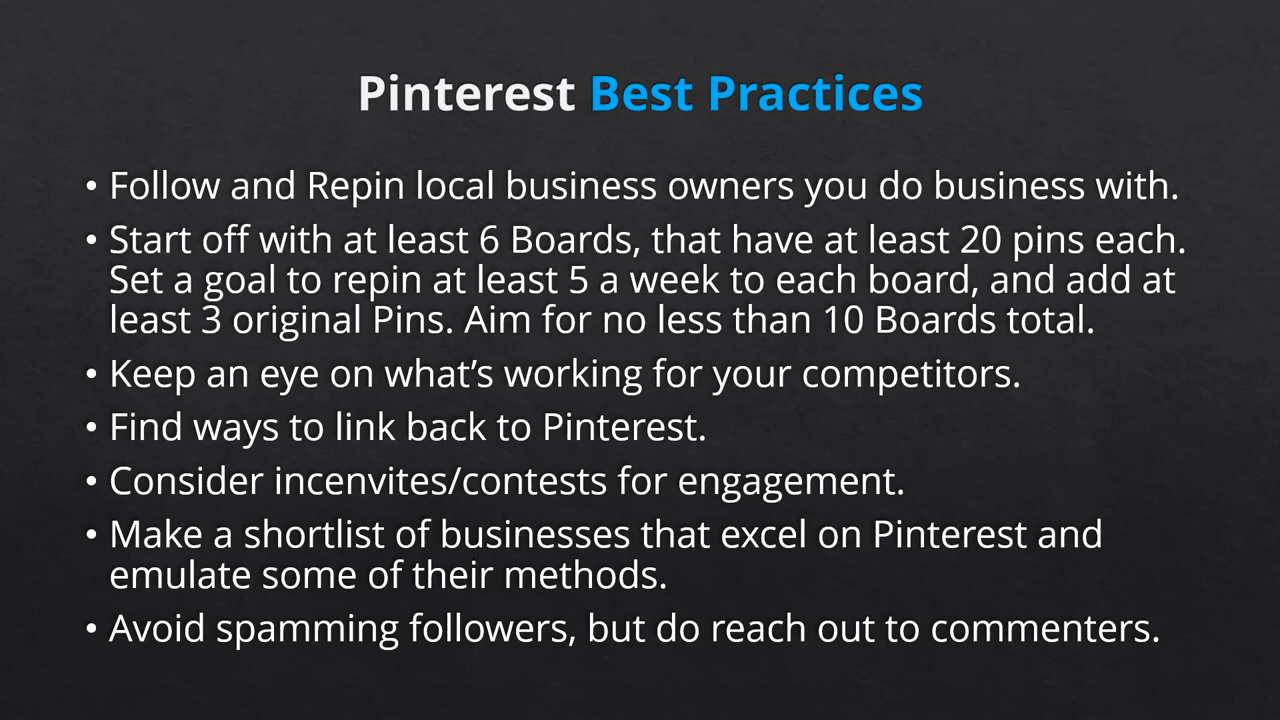 Pinterest Best Practices
• Follow and Repin local business owners you do business with.
• Start off with at least 6 Boards, that have at least 20 pins each.
Set a goal to repin at least 5 a week to each board, and add at
least 3 original Pins. Aim for no less than 10 Boards total.
• Keep an eye on what’s working for your competitors.
• Find ways to link back to Pinterest.
• Consider incenvites/contests for engagement.
• Make a shortlist of businesses that excel on Pinterest and
emulate some of their methods.
• Avoid spamming followers, but do reach out to commenters.